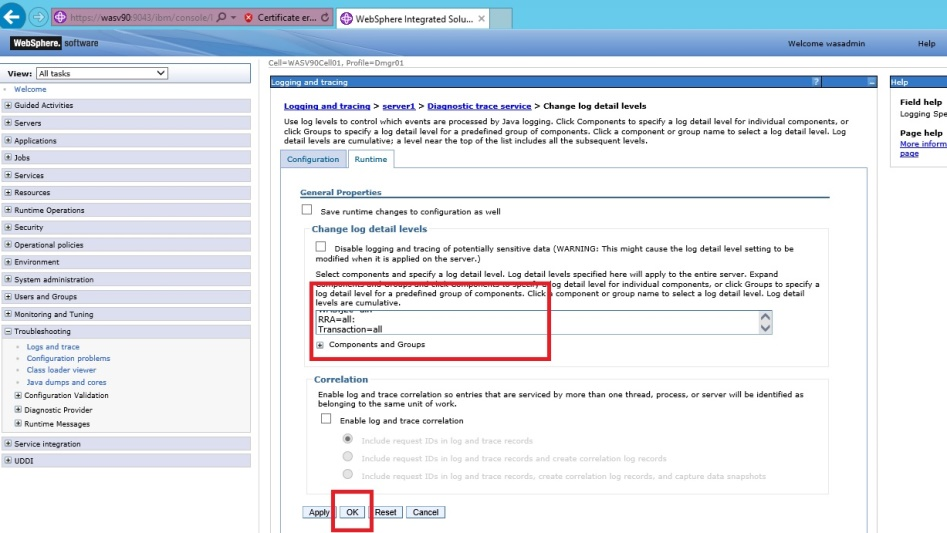 https://wasv90:9043/ibm/console/l
Certificate er...
WebSphere Integrated Solu...
WebSphere. software
Welcome wasadmin
Help
Cell=WASV90Cell01, Profile=Dmgr01
View: All tasks
Welcome
Guided Activities
Servers
Applications
Jobs
Services
Resources
Runtime Operations
Security
Operational policies
Environment
System administration
Users and Groups
Monitoring and Tuning
Troubleshooting
Logs and trace
Configuration problems
Class loader viewer
Java dumps and cores
Configuration Validation
Diagnostic Provider
Runtime Messages
Service integration
UDDI
Logging and tracing
?
Logging and tracing > server1 > Diagnostic trace service > Change log detail levels
Use log levels to control which events are processed by Java logging. Click Components to specify a log detail level for individual components, or
click Groups to specify a log detail level for a predefined group of components. Click a component or group name to select a log detail level. Log
detail levels are cumulative; a level near the top of the list includes all the subsequent levels.
Configuration
Runtime
General Properties
Save runtime changes to configuration as well
Change log detail levels
Disable logging and tracing of potentially sensitive data (WARNING: This might cause the log detail level setting to be
modified when it is applied on the server.)
Select components and specify a log detail level. Log detail levels specified here will apply to the entire server. Expand
components and Groups and click Components to specify a log detail level for individual components, or click Groups to specify a
log detail level for a predefined group of components. Click a component or group name to select a log detail level. Log detail
levels are cumulative.
RRA=all:
Transaction=all
Components and Groups
Correlation
Enable log and trace correlation so entries that are serviced by more than one thread, process, or server will be identified as
belonging to the same unit of work.
Enable log and trace correlation
Include request IDs in log and trace records
Include request IDs in log and trace records and create correlation log records
Include request IDs in log and trace records, create correlation log records, and capture data snapshots
Apply
OK
Reset
Cancel
Help
Field help
Logging Spe
Page help
More inform
page